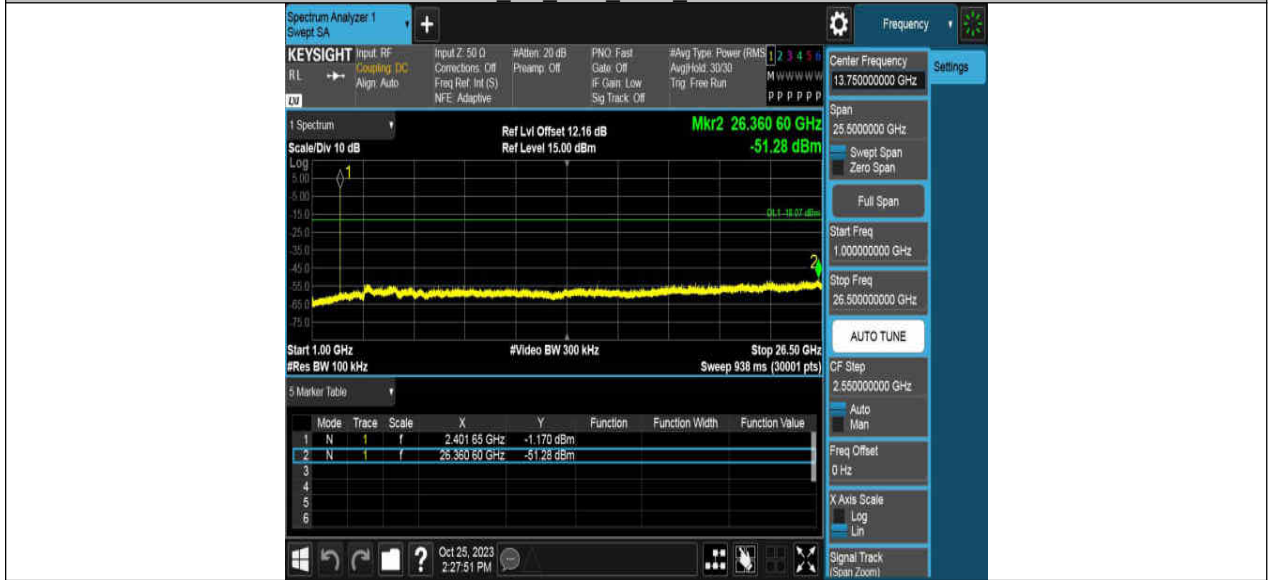 Spectrum Analyzer 1
Swept SA
+
Frequency
KEYSIGHT
RL
Input: RF
Coupling: DC
Align: Auto
Input Z: 50 Ω
Corrections: Off
Freq Ref: Int (S)
NFE: Adaptive
#Atten: 20 dB
Preamp: Off
PNO: Fast
Gate: Off
IF Gain: Low
Sig Track: Off
#Avg Type: Power (RMS
Avg|Hold: 30/30
Trig: Free Run
1 2 3 4 5 6
M W W W W W
P P P P P P
1 Spectrum
Scale/Div 10 dB
Ref Lvl Offset 12.16 dB
Ref Level 15.00 dBm
Mkr2 26.360 60 GHz
-51.28 dBm
Log
5.00
-5.00
-15.0
-25.0
-35.0
-45.0
-55.0
-65.0
-75.0
1
DL1 -18.07 dBm
2
Start 1.00 GHz
#Res BW 100 kHz
#Video BW 300 kHz
Stop 26.50 GHz
Sweep 938 ms (30001 pts)
5 Marker Table
Mode Trace Scale X Y Function Function Width Function Value
1 N 1 f 2.401 65 GHz -1.170 dBm
2 N 1 f 26.360 60 GHz -51.28 dBm
3
4
5
6
Oct 25, 2023
2:27:51 PM
Center Frequency
13.750000000 GHz
Settings
Span
25.5000000 GHz
Swept Span
Zero Span
Full Span
Start Freq
1.000000000 GHz
Stop Freq
26.500000000 GHz
AUTO TUNE
CF Step
2.550000000 GHz
Auto
Man
Freq Offset
0 Hz
X Axis Scale
Log
Lin
Signal Track
(Span Zoom)